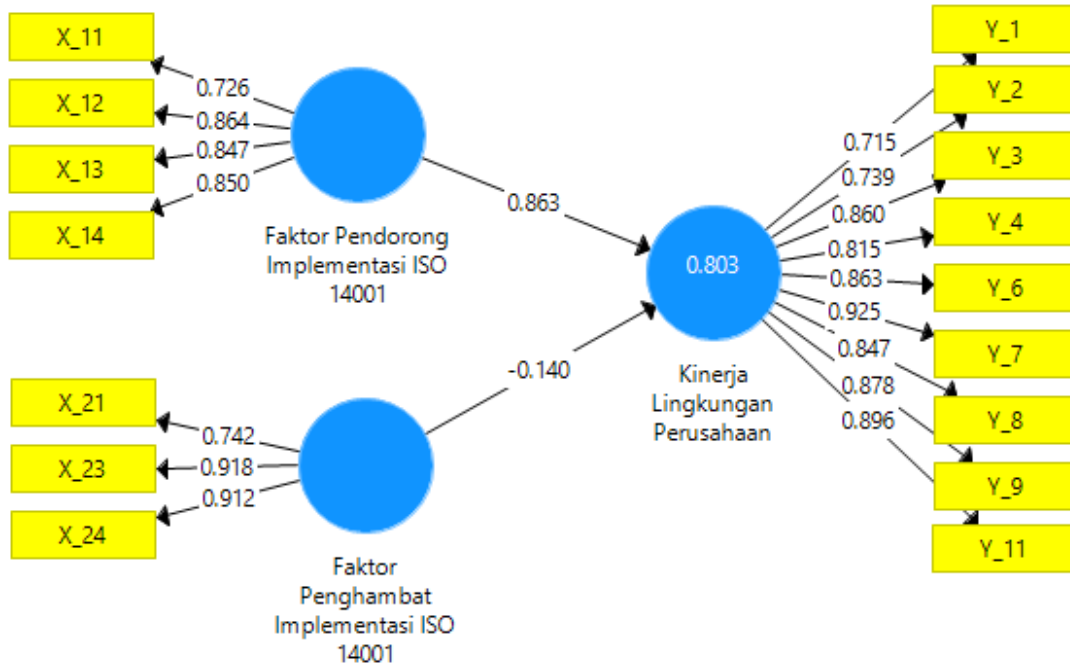 X_11
X_12
X_13
X_14
0.726
0.864
0.847
0.850
Faktor Pendorong
Implementasi ISO
14001
0.863
X_21
X_23
X_24
0.742
0.918
0.912
Faktor
Penghambat
Implementasi ISO
14001
-0.140
0.803
Kinerja
Lingkungan
Perusahaan
0.715
0.739
0.860
0.815
0.863
0.925
0.847
0.878
0.896
Y_1
Y_2
Y_3
Y_4
Y_6
Y_7
Y_8
Y_9
Y_11